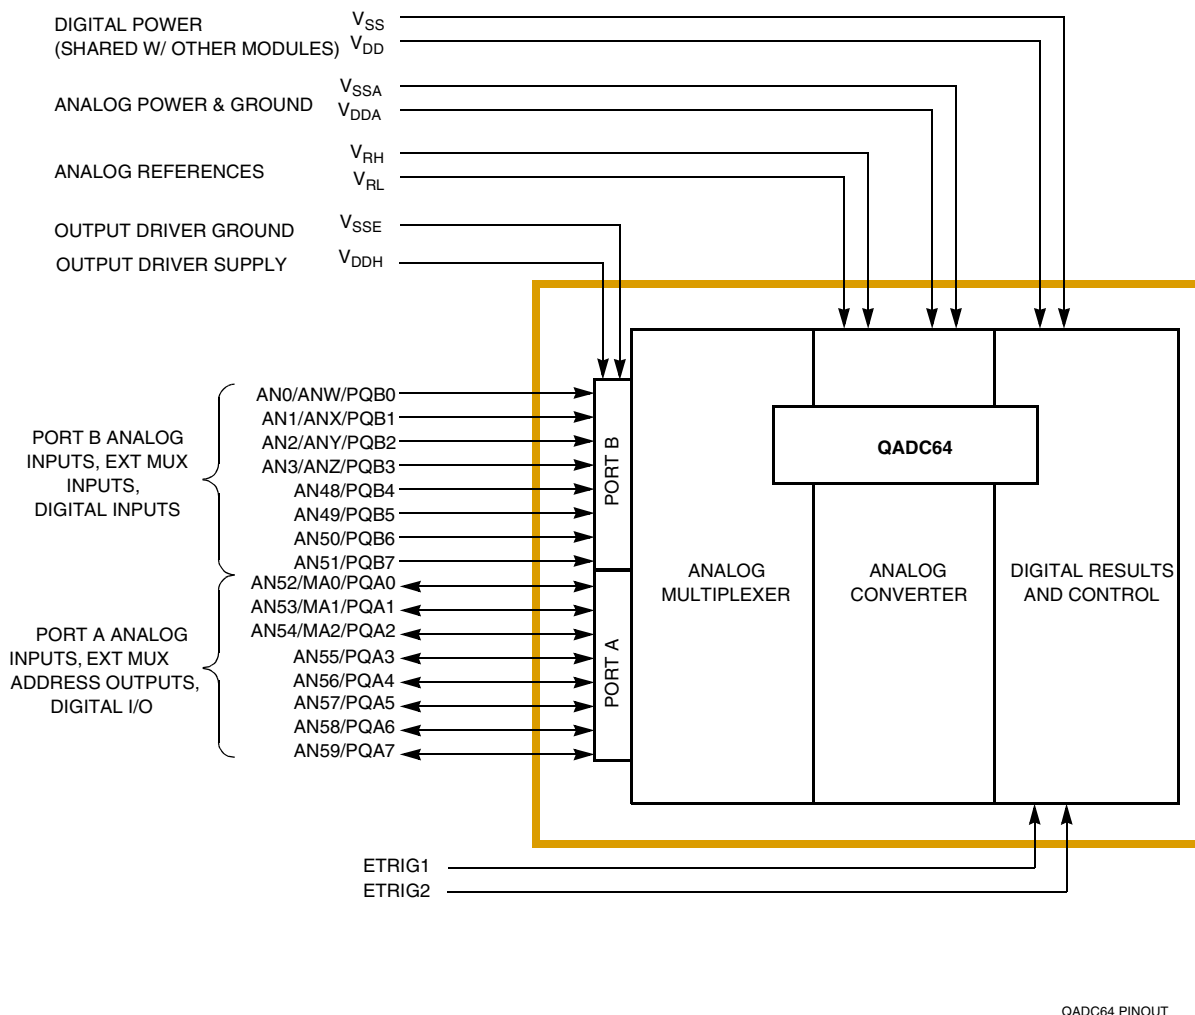 DIGITAL POWER
(SHARED W/ OTHER MODULES)
VSS
VDD
ANALOG POWER & GROUND
VSSA
VDDA
ANALOG REFERENCES
VRH
VRL
OUTPUT DRIVER GROUND
VSSE
OUTPUT DRIVER SUPPLY
VDDH
PORT B ANALOG
INPUTS, EXT MUX
INPUTS,
DIGITAL INPUTS
AN0/ANW/PQB0
AN1/ANX/PQB1
AN2/ANY/PQB2
AN3/ANZ/PQB3
AN48/PQB4
AN49/PQB5
AN50/PQB6
AN51/PQB7
PORT A ANALOG
INPUTS, EXT MUX
ADDRESS OUTPUTS,
DIGITAL I/O
AN52/MA0/PQA0
AN53/MA1/PQA1
AN54/MA2/PQA2
AN55/PQA3
AN56/PQA4
AN57/PQA5
AN58/PQA6
AN59/PQA7
PORT B
PORT A
QADC64
ANALOG
MULTIPLEXER
ANALOG
CONVERTER
DIGITAL RESULTS
AND CONTROL
ETRIG1
ETRIG2
QADC64 PINOUT